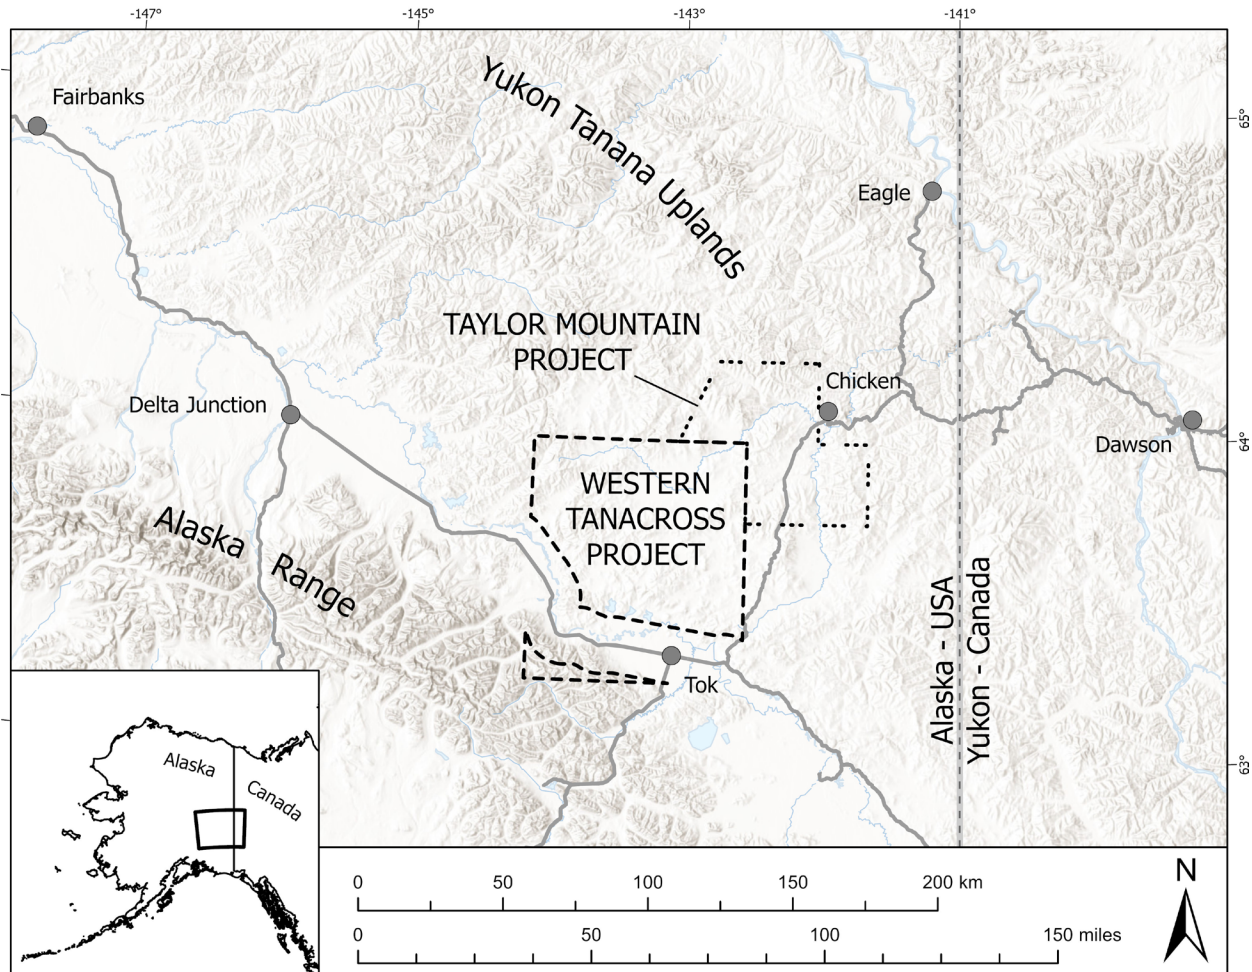 -147°
-145°
-143°
-141°
Fairbanks
Yukon Tanana Uplands
65°
Eagle
TAYLOR MOUNTAIN
PROJECT
Chicken
Delta Junction
Dawson
64°
WESTERN
TANACROSS
PROJECT
Alaska Range
Alaska - USA
Yukon - Canada
Tok
63°
Alaska
Canada
0 50 100 150 200 km
0 50 100 150 miles
N